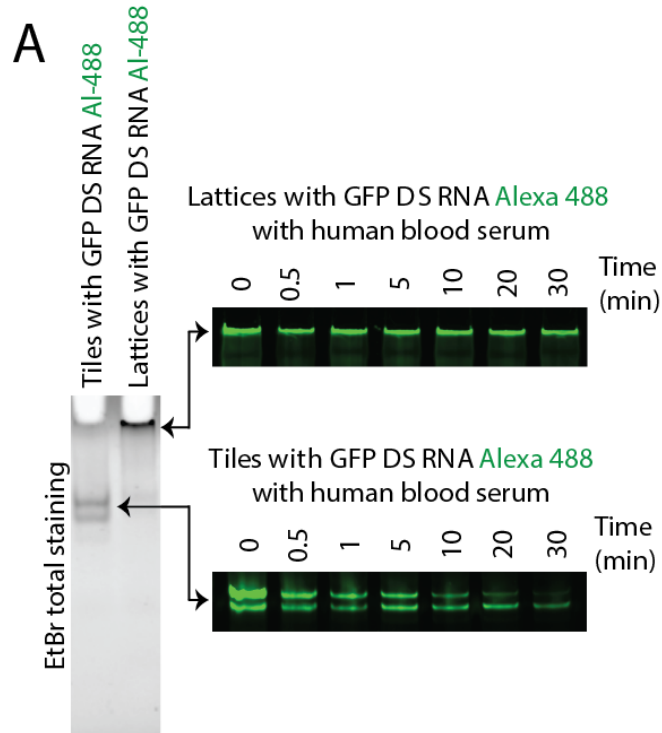 A
Tiles with GFP DS RNA Al-488
Lattices with GFP DS RNA Al-488
Lattices with GFP DS RNA Alexa 488
with human blood serum
0 0.5 1 5 10 20 30
Time
(min)
EtBr total staining
Tiles with GFP DS RNA Alexa 488
with human blood serum
0 0.5 1 5 10 20 30
Time
(min)